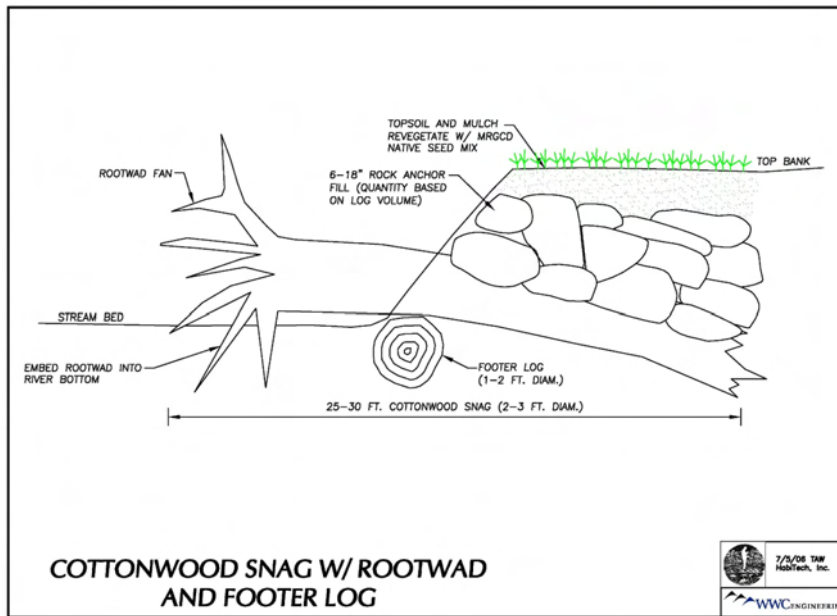 TOPSOIL AND MULCH
REVEGETATE W/ MRGCD
NATIVE SEED MIX
TOP BANK
6-18" ROCK ANCHOR
FILL (QUANTITY BASED
ON LOG VOLUME)
ROOTWAD FAN
STREAM BED
EMBED ROOTWAD INTO
RIVER BOTTOM
FOOTER LOG
(1-2 FT. DIAM.)
25-30 FT. COTTONWOOD SNAG (2-3 FT. DIAM.)
COTTONWOOD SNAG W/ ROOTWAD
AND FOOTER LOG
7/5/06 TAW
HabiTech, Inc.
WWCENGINEERI